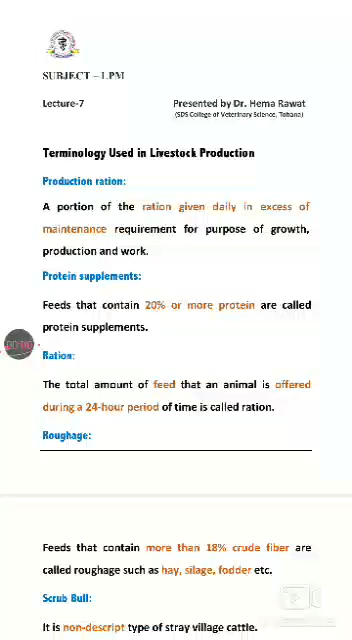 SUBJECT – LPM
Lecture-7 Presented by Dr. Hema Rawat
(SDS College of Veterinary Science, Tohana)
Terminology Used in Livestock Production
Production ration:
A portion of the ration given daily in excess of
maintenance requirement for purpose of growth,
production and work.
Protein supplements:
Feeds that contain 20% or more protein are called
protein supplements.
Ration:
The total amount of feed that an animal is offered
during a 24-hour period of time is called ration.
Roughage:
Feeds that contain more than 18% crude fiber are
called roughage such as hay, silage, fodder etc.
Scrub Bull:
It is non-descript type of stray village cattle.